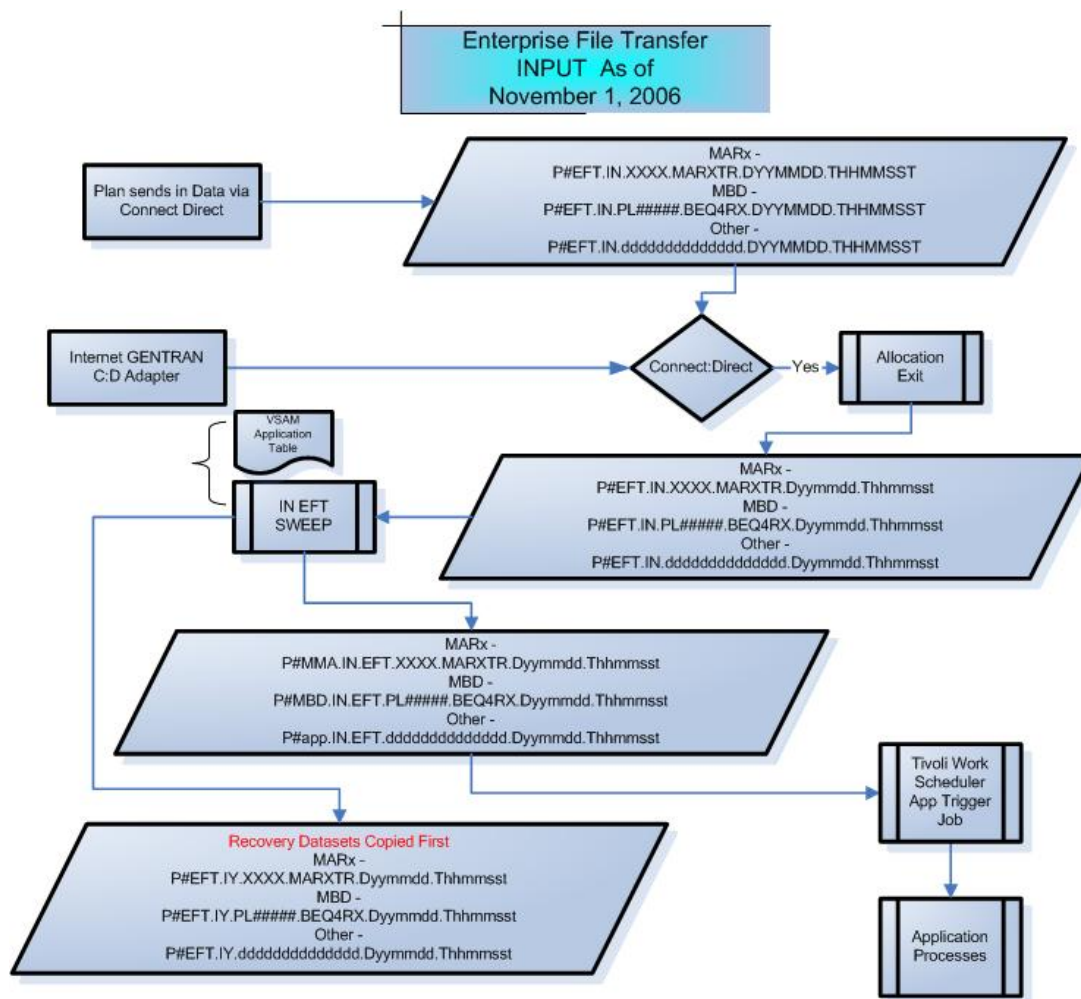 Enterprise File Transfer
INPUT As of
November 1, 2006
Plan sends in Data via
Connect Direct
MARx -
P#EFT.IN.XXXX.MARXTR.DYYMMDD.THHMMSST
MBD -
P#EFT.IN.PL#####.BEQ4RX.DYYMMDD.THHMMSST
Other -
P#EFT.IN.dddddddddddddd.DYYMMDD.THHMMSST
Internet GENTRAN
C:D Adapter
Connect:Direct
Yes
Allocation
Exit
VSAM
Application
Table
IN EFT
SWEEP
MARx -
P#EFT.IN.XXXX.MARXTR.Dyymmdd.Thhmmsst
MBD -
P#EFT.IN.PL#####.BEQ4RX.Dyymmdd.Thhmmsst
Other -
P#EFT.IN.dddddddddddddd.Dyymmdd.Thhmmsst
MARx -
P#MMA.IN.EFT.XXXX.MARXTR.Dyymmdd.Thhmmsst
MBD -
P#MBD.IN.EFT.PL#####.BEQ4RX.Dyymmdd.Thhmmsst
Other -
P#app.IN.EFT.dddddddddddddd.Dyymmdd.Thhmmsst
Tivoli Work
Scheduler
App Trigger
Job
Recovery Datasets Copied First
MARx -
P#EFT.IY.XXXX.MARXTR.Dyymmdd.Thhmmsst
MBD -
P#EFT.IY.PL#####.BEQ4RX.Dyymmdd.Thhmmsst
Other -
P#EFT.IY.dddddddddddddd.Dyymmdd.Thhmmsst
Application
Processes